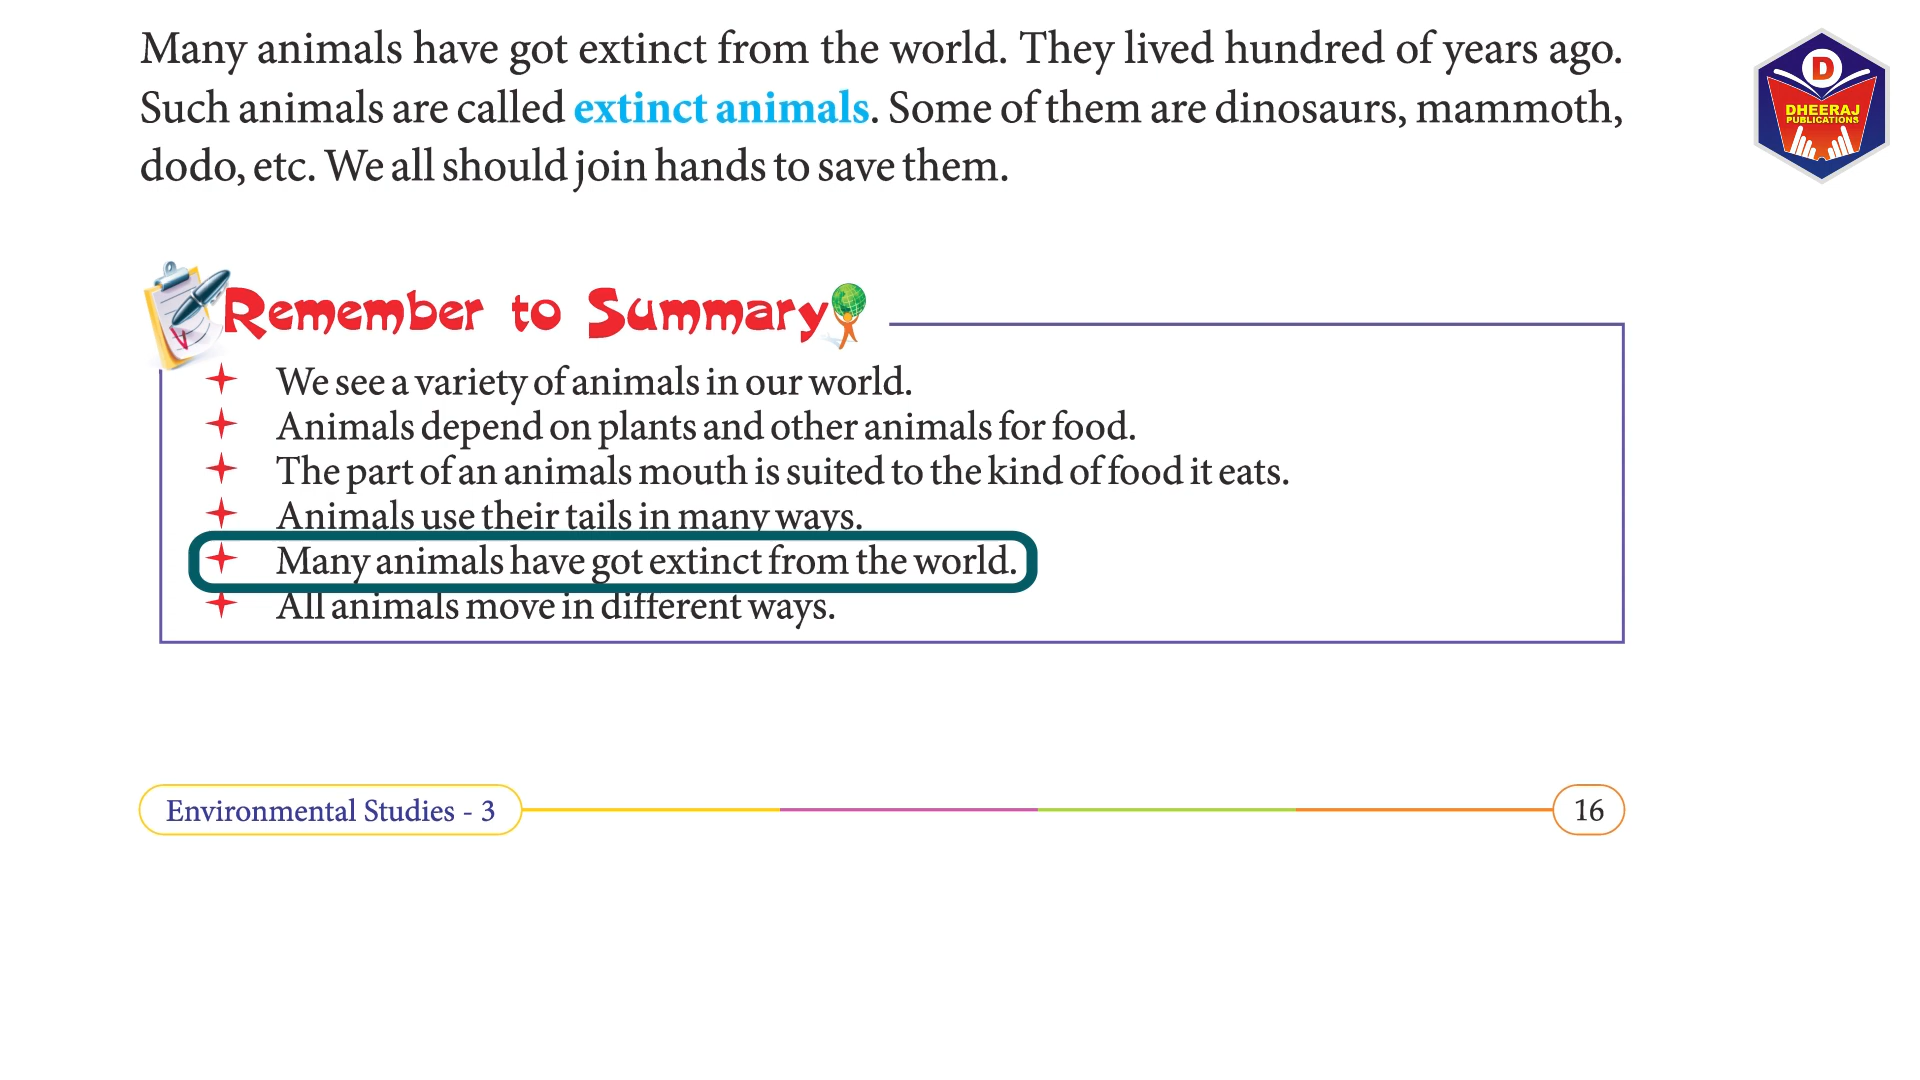 Many animals have got extinct from the world. They lived hundred of years ago.
Such animals are called extinct animals. Some of them are dinosaurs, mammoth,
dodo, etc. We all should join hands to save them.
D
DHEERAJ
PUBLICATIONS
Remember to Summary
We see a variety of animals in our world.
Animals depend on plants and other animals for food.
The part of an animals mouth is suited to the kind of food it eats.
Animals use their tails in many ways.
Many animals have got extinct from the world.
All animals move in different ways.
Environmental Studies - 3
16